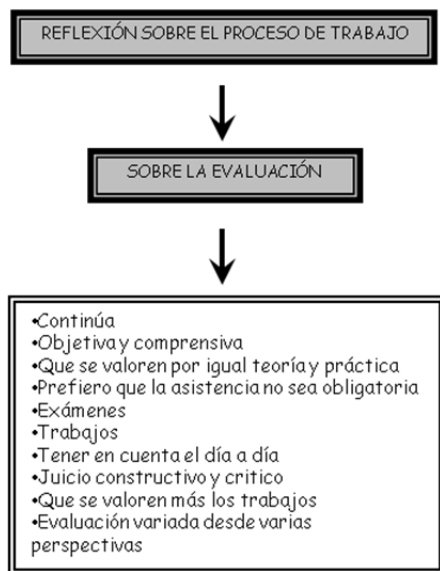 REFLEXIÓN SOBRE EL PROCESO DE TRABAJO
SOBRE LA EVALUACIÓN
•Continúa
•Objetiva y comprensiva
•Que se valoren por igual teoría y práctica
•Prefiero que la asistencia no sea obligatoria
•Exámenes
•Trabajos
•Tener en cuenta el día a día
•Juicio constructivo y critico
•Que se valoren más los trabajos
•Evaluación variada desde varias
perspectivas